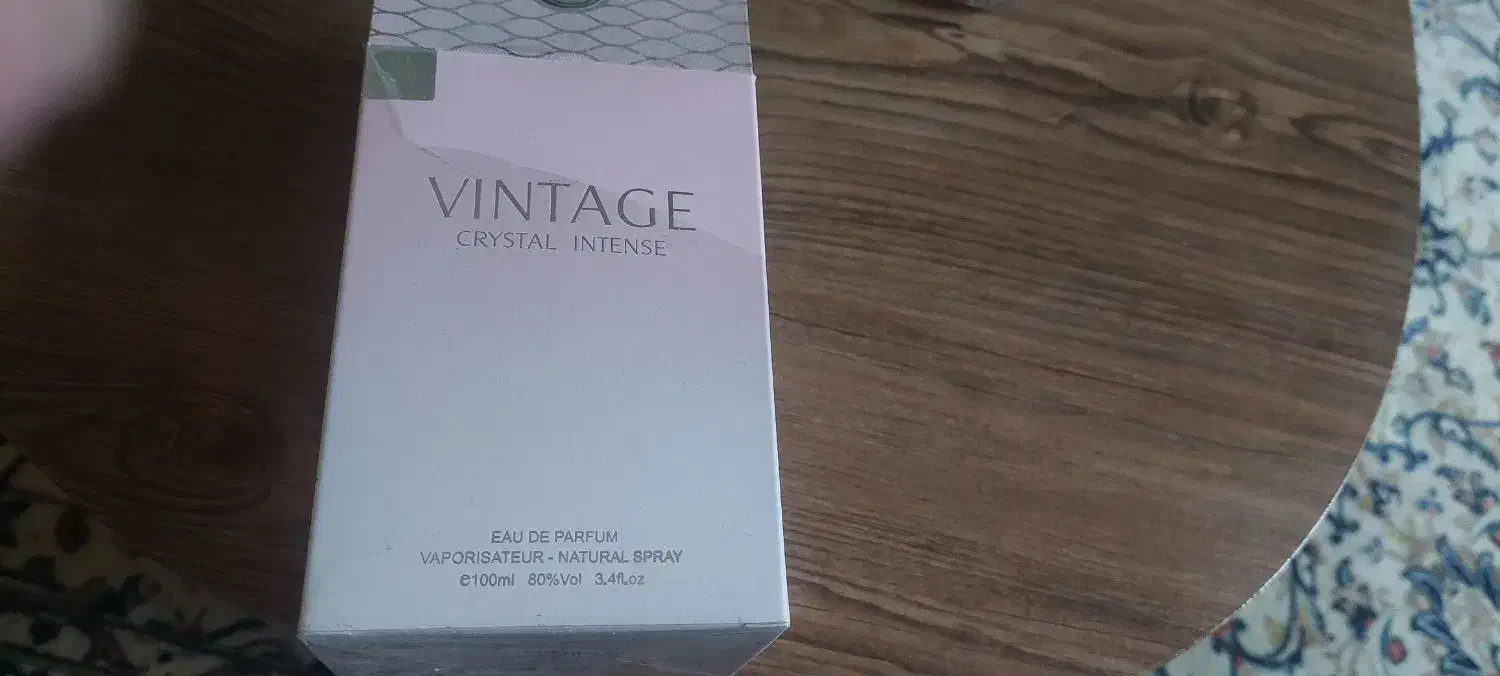 VINTAGE
CRYSTAL INTENSE
EAU DE PARFUM
VAPORISATEUR - NATURAL SPRAY
℮100ml 80%Vol 3.4fl.oz